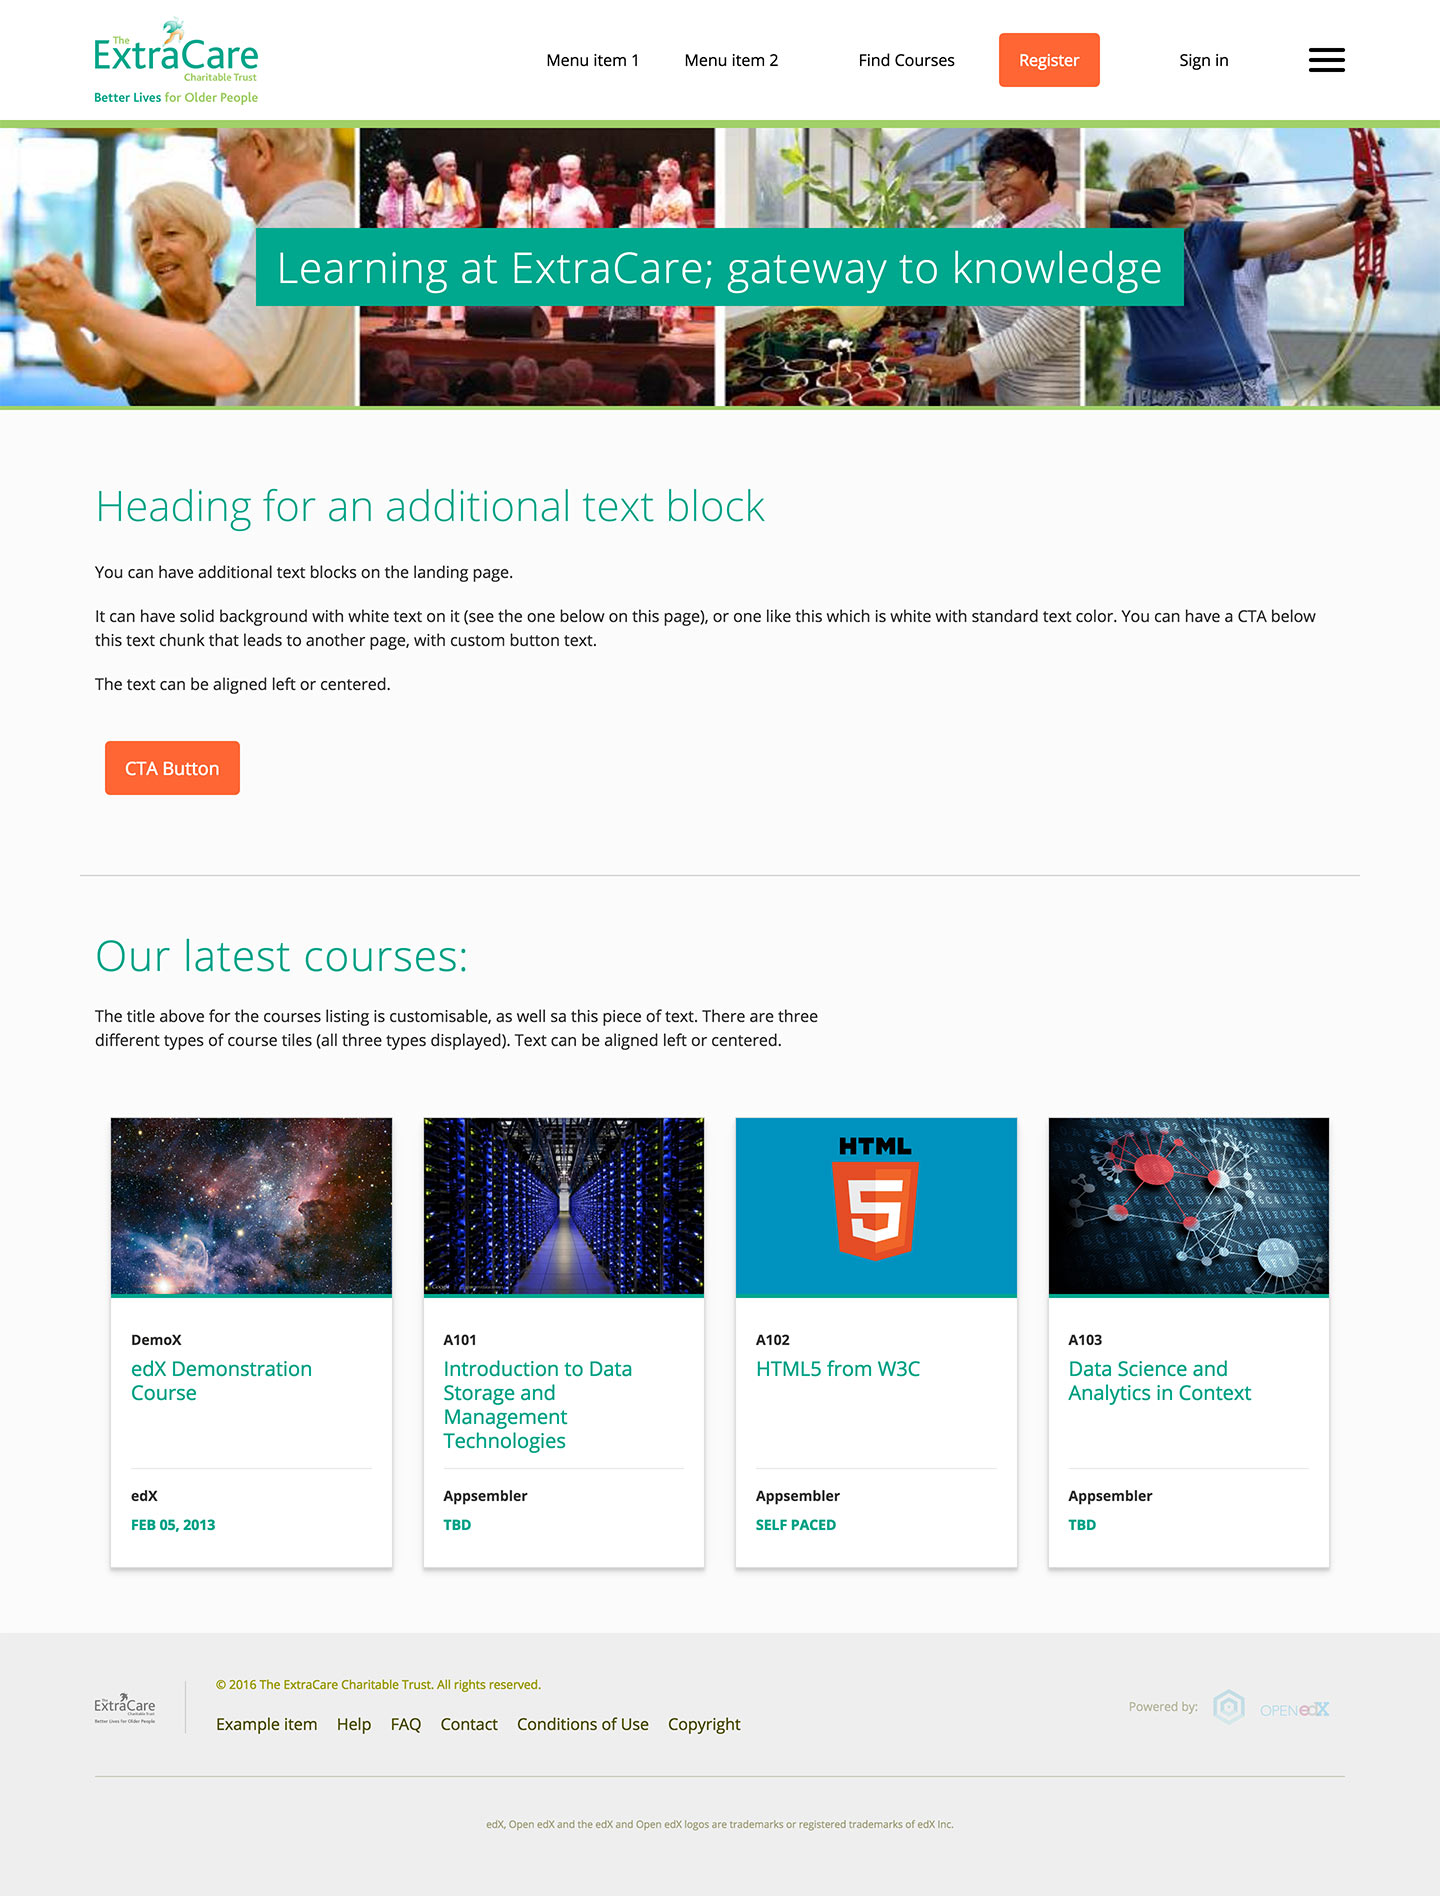 The
ExtraCare
Charitable Trust
Better Lives for Older People
Menu item 1
Menu item 2
Find Courses
Register
Sign in
Learning at ExtraCare; gateway to knowledge
Heading for an additional text block
You can have additional text blocks on the landing page.
It can have solid background with white text on it (see the one below on this page), or one like this which is white with standard text color. You can have a CTA below
this text chunk that leads to another page, with custom button text.
The text can be aligned left or centered.
CTA Button
Our latest courses:
The title above for the courses listing is customisable, as well sa this piece of text. There are three
different types of course tiles (all three types displayed). Text can be aligned left or centered.
DemoX
edX Demonstration
Course
edX
FEB 05, 2013
A101
Introduction to Data
Storage and
Management
Technologies
Appsembler
TBD
HTML
5
A102
HTML5 from W3C
Appsembler
SELF PACED
A103
Data Science and
Analytics in Context
Appsembler
TBD
The
ExtraCare
Charitable Trust
Better Lives for Older People
© 2016 The ExtraCare Charitable Trust. All rights reserved.
Example item
Help
FAQ
Contact
Conditions of Use
Copyright
Powered by:
OPEN edX
edX, Open edX and the edX and Open edX logos are trademarks or registered trademarks of edX Inc.